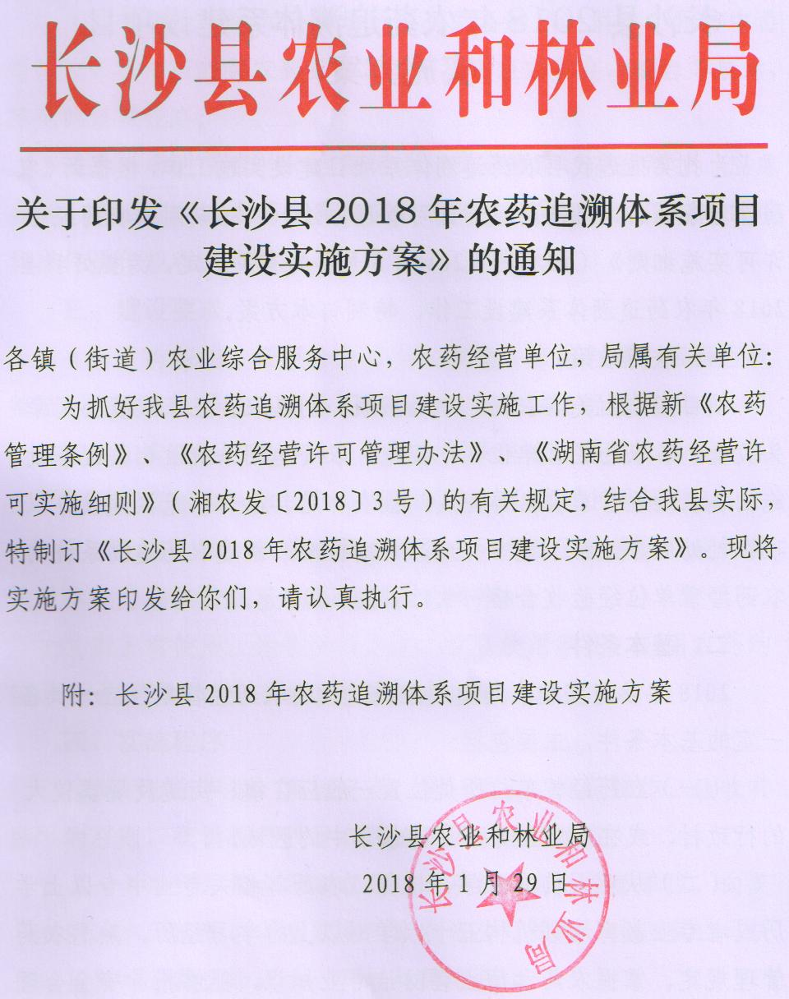 长沙县农业和林业局
关于印发《长沙县2018年农药追溯体系项目
建设实施方案》的通知
各镇（街道）农业综合服务中心，农药经营单位，局属有关单位：
为抓好我县农药追溯体系项目建设实施工作，根据新《农药
管理条例》、《农药经营许可管理办法》、《湖南省农药经营许
可实施细则》（湘农发〔2018〕3号）的有关规定，结合我县实际，
特制订《长沙县2018年农药追溯体系项目建设实施方案》。现将
实施方案印发给你们，请认真执行。
附：长沙县2018年农药追溯体系项目建设实施方案
长沙县农业和林业局
2018年1月29日
长沙县农业和林业局